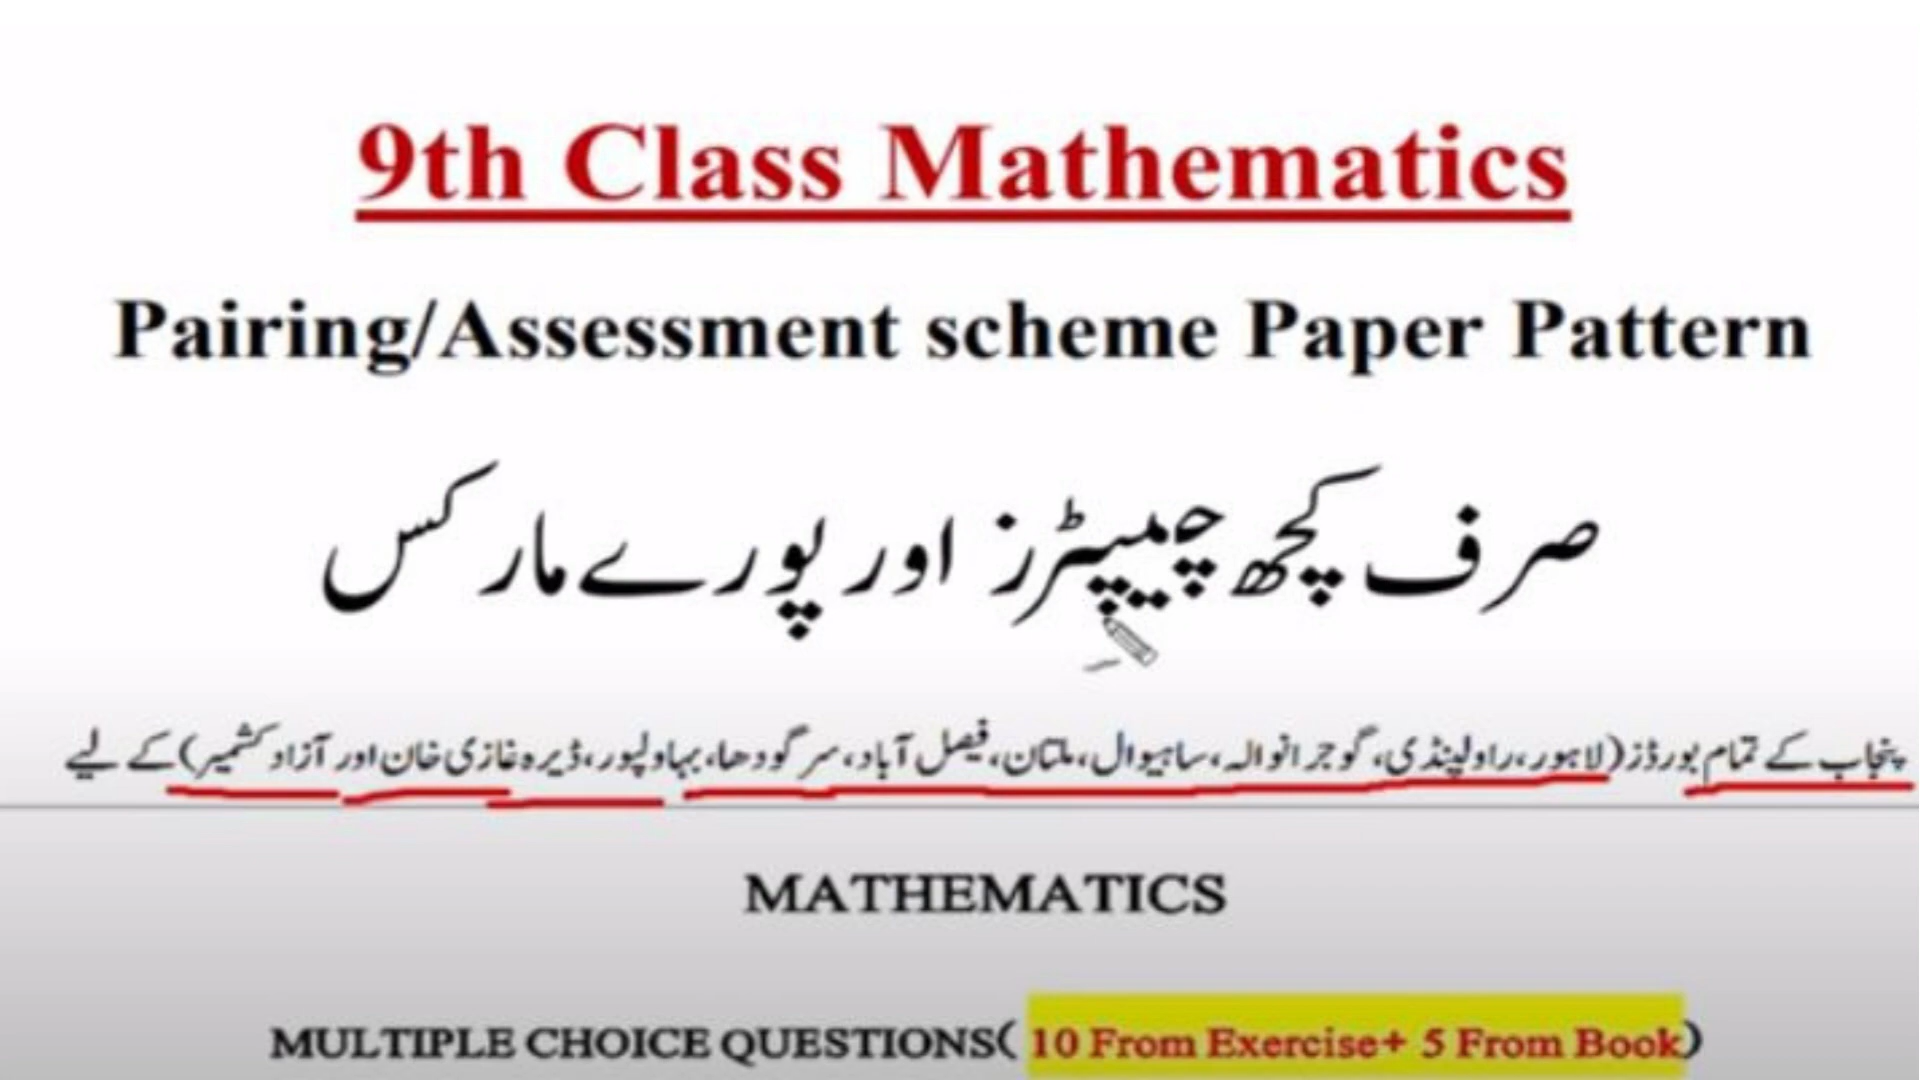 9th Class Mathematics
Pairing/Assessment scheme Paper Pattern
صرف کچھ چیپٹرز اور پورے مارکس
پنجاب کے تمام بورڈز (لاہور، راولپنڈی، گوجرانوالہ، ساہیوال، ملتان، فیصل آباد، سرگودھا، بہاولپور، ڈیرہ غازی خان اور آزاد کشمیر) کے لیے
MATHEMATICS
MULTIPLE CHOICE QUESTIONS( 10 From Exercise+ 5 From Book)